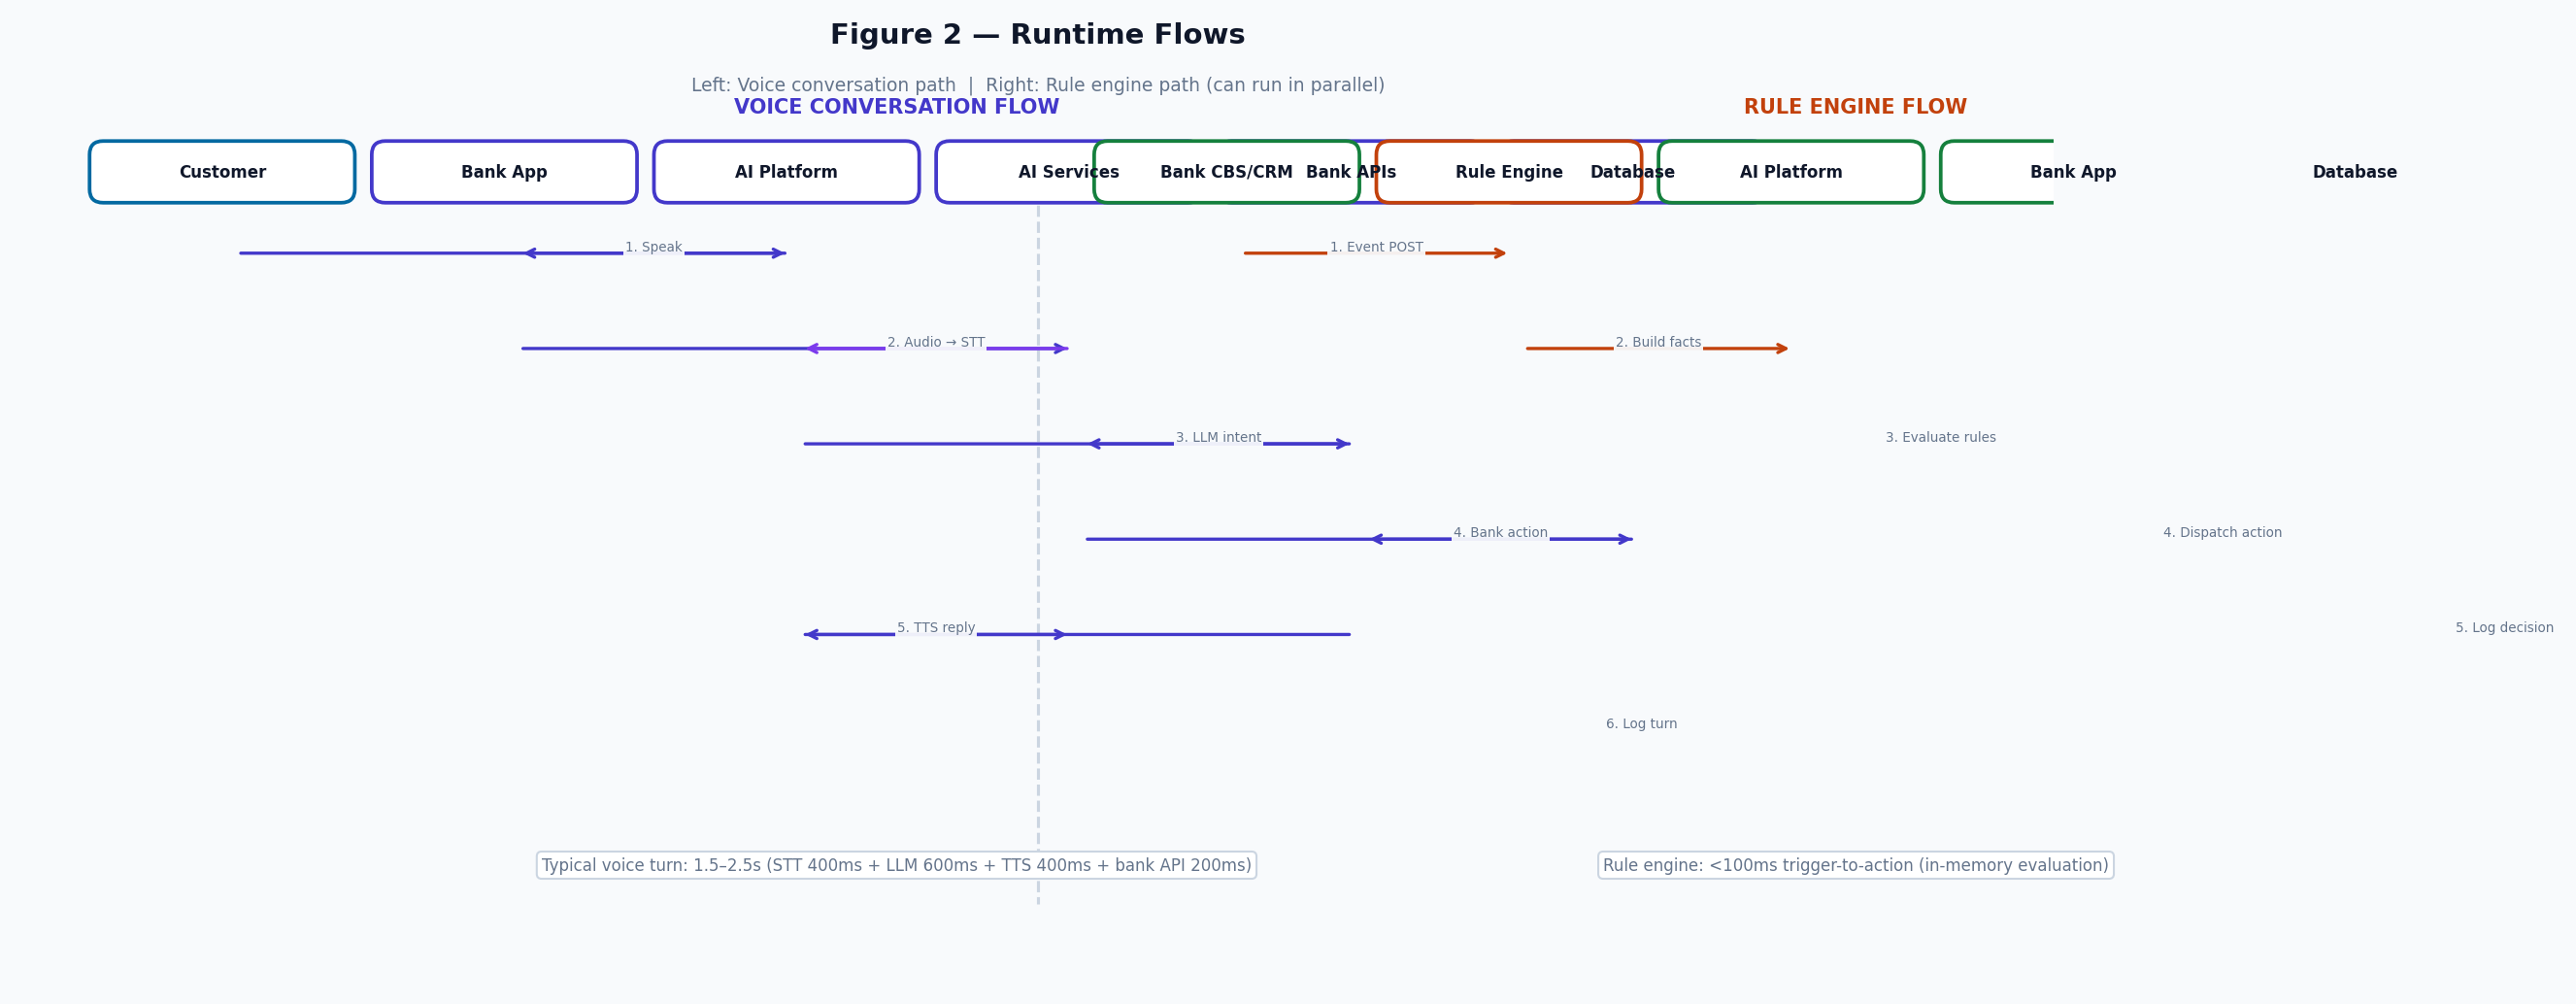 Figure 2 — Runtime Flows
Left: Voice conversation path | Right: Rule engine path (can run in parallel)
VOICE CONVERSATION FLOW
RULE ENGINE FLOW
Customer
Bank App
AI Platform
AI Services
Bank CBS/CRM
Bank APIs
Rule Engine
Database
AI Platform
Bank App
Database
1. Speak
1. Event POST
2. Audio → STT
2. Build facts
3. LLM intent
3. Evaluate rules
4. Bank action
4. Dispatch action
5. TTS reply
5. Log decision
6. Log turn
Typical voice turn: 1.5–2.5s (STT 400ms + LLM 600ms + TTS 400ms + bank API 200ms)
Rule engine: <100ms trigger-to-action (in-memory evaluation)